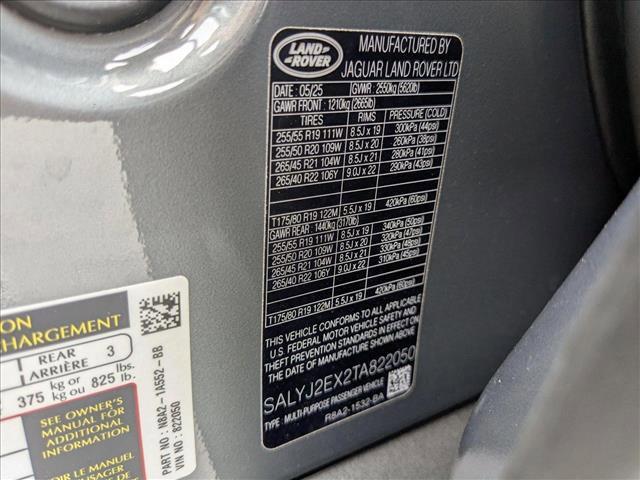 LAND
ROVER
MANUFACTURED BY
JAGUAR LAND ROVER LTD
DATE : 05/25 GVWR : 2550kg (5620lb)
GAWR FRONT : 1210kg (2665lb)
TIRES RIMS PRESSURE (COLD)
255/55 R19 111W 8.5J x 19 300kPa (44psi)
255/50 R20 109W 8.5J x 20 260kPa (38psi)
265/45 R21 104W 8.5J x 21 280kPa (41psi)
265/40 R22 106Y 9.0J x 22 290kPa (43psi)
T175/80 R19 122M 5.5J x 19 420kPa (60psi)
GAWR REAR : 1440kg (3170lb)
255/55 R19 111W 8.5J x 19 340kPa (50psi)
255/50 R20 109W 8.5J x 20 320kPa (47psi)
265/45 R21 104W 8.5J x 21 330kPa (48psi)
265/40 R22 106Y 9.0J x 22 310kPa (45psi)
T175/80 R19 122M 5.5J x 19 420kPa (60psi)
THIS VEHICLE CONFORMS TO ALL APPLICABLE
U.S. FEDERAL MOTOR VEHICLE SAFETY AND
THEFT PREVENTION STANDARDS IN EFFECT ON
THE DATE OF MANUFACTURE SHOWN ABOVE.
SALYJ2EX2TA822050
TYPE : MULTI-PURPOSE PASSENGER VEHICLE
R8A2-1532-BA
ION
CHARGEMENT
REAR
ARRIÈRE 3
375 kg or
kg ou 825 lbs.
lb.
SEE OWNER'S
MANUAL FOR
ADDITIONAL
INFORMATION
VOIR LE MANUEL
PART NO : N8A2-1A552-BB
VIN NO : 822050